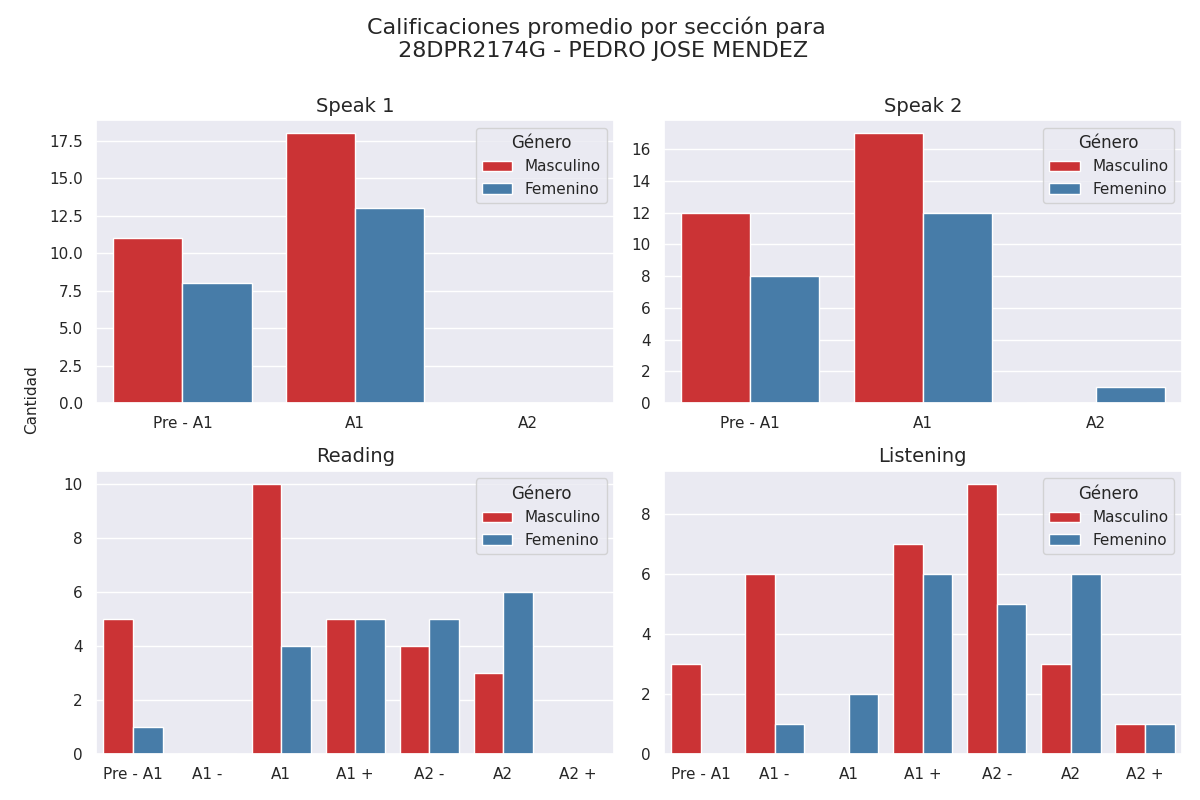 Calificaciones promedio por sección para
28DPR2174G - PEDRO JOSE MENDEZ
Cantidad
Speak 1
17.5
15.0
12.5
10.0
7.5
5.0
2.5
0.0
Género
Masculino
Femenino
Pre - A1 A1 A2
Speak 2
16
14
12
10
8
6
4
2
0
Género
Masculino
Femenino
Pre - A1 A1 A2
Reading
10
8
6
4
2
0
Género
Masculino
Femenino
Pre - A1 A1 - A1 A1 + A2 - A2 A2 +
Listening
8
6
4
2
0
Género
Masculino
Femenino
Pre - A1 A1 - A1 A1 + A2 - A2 A2 +